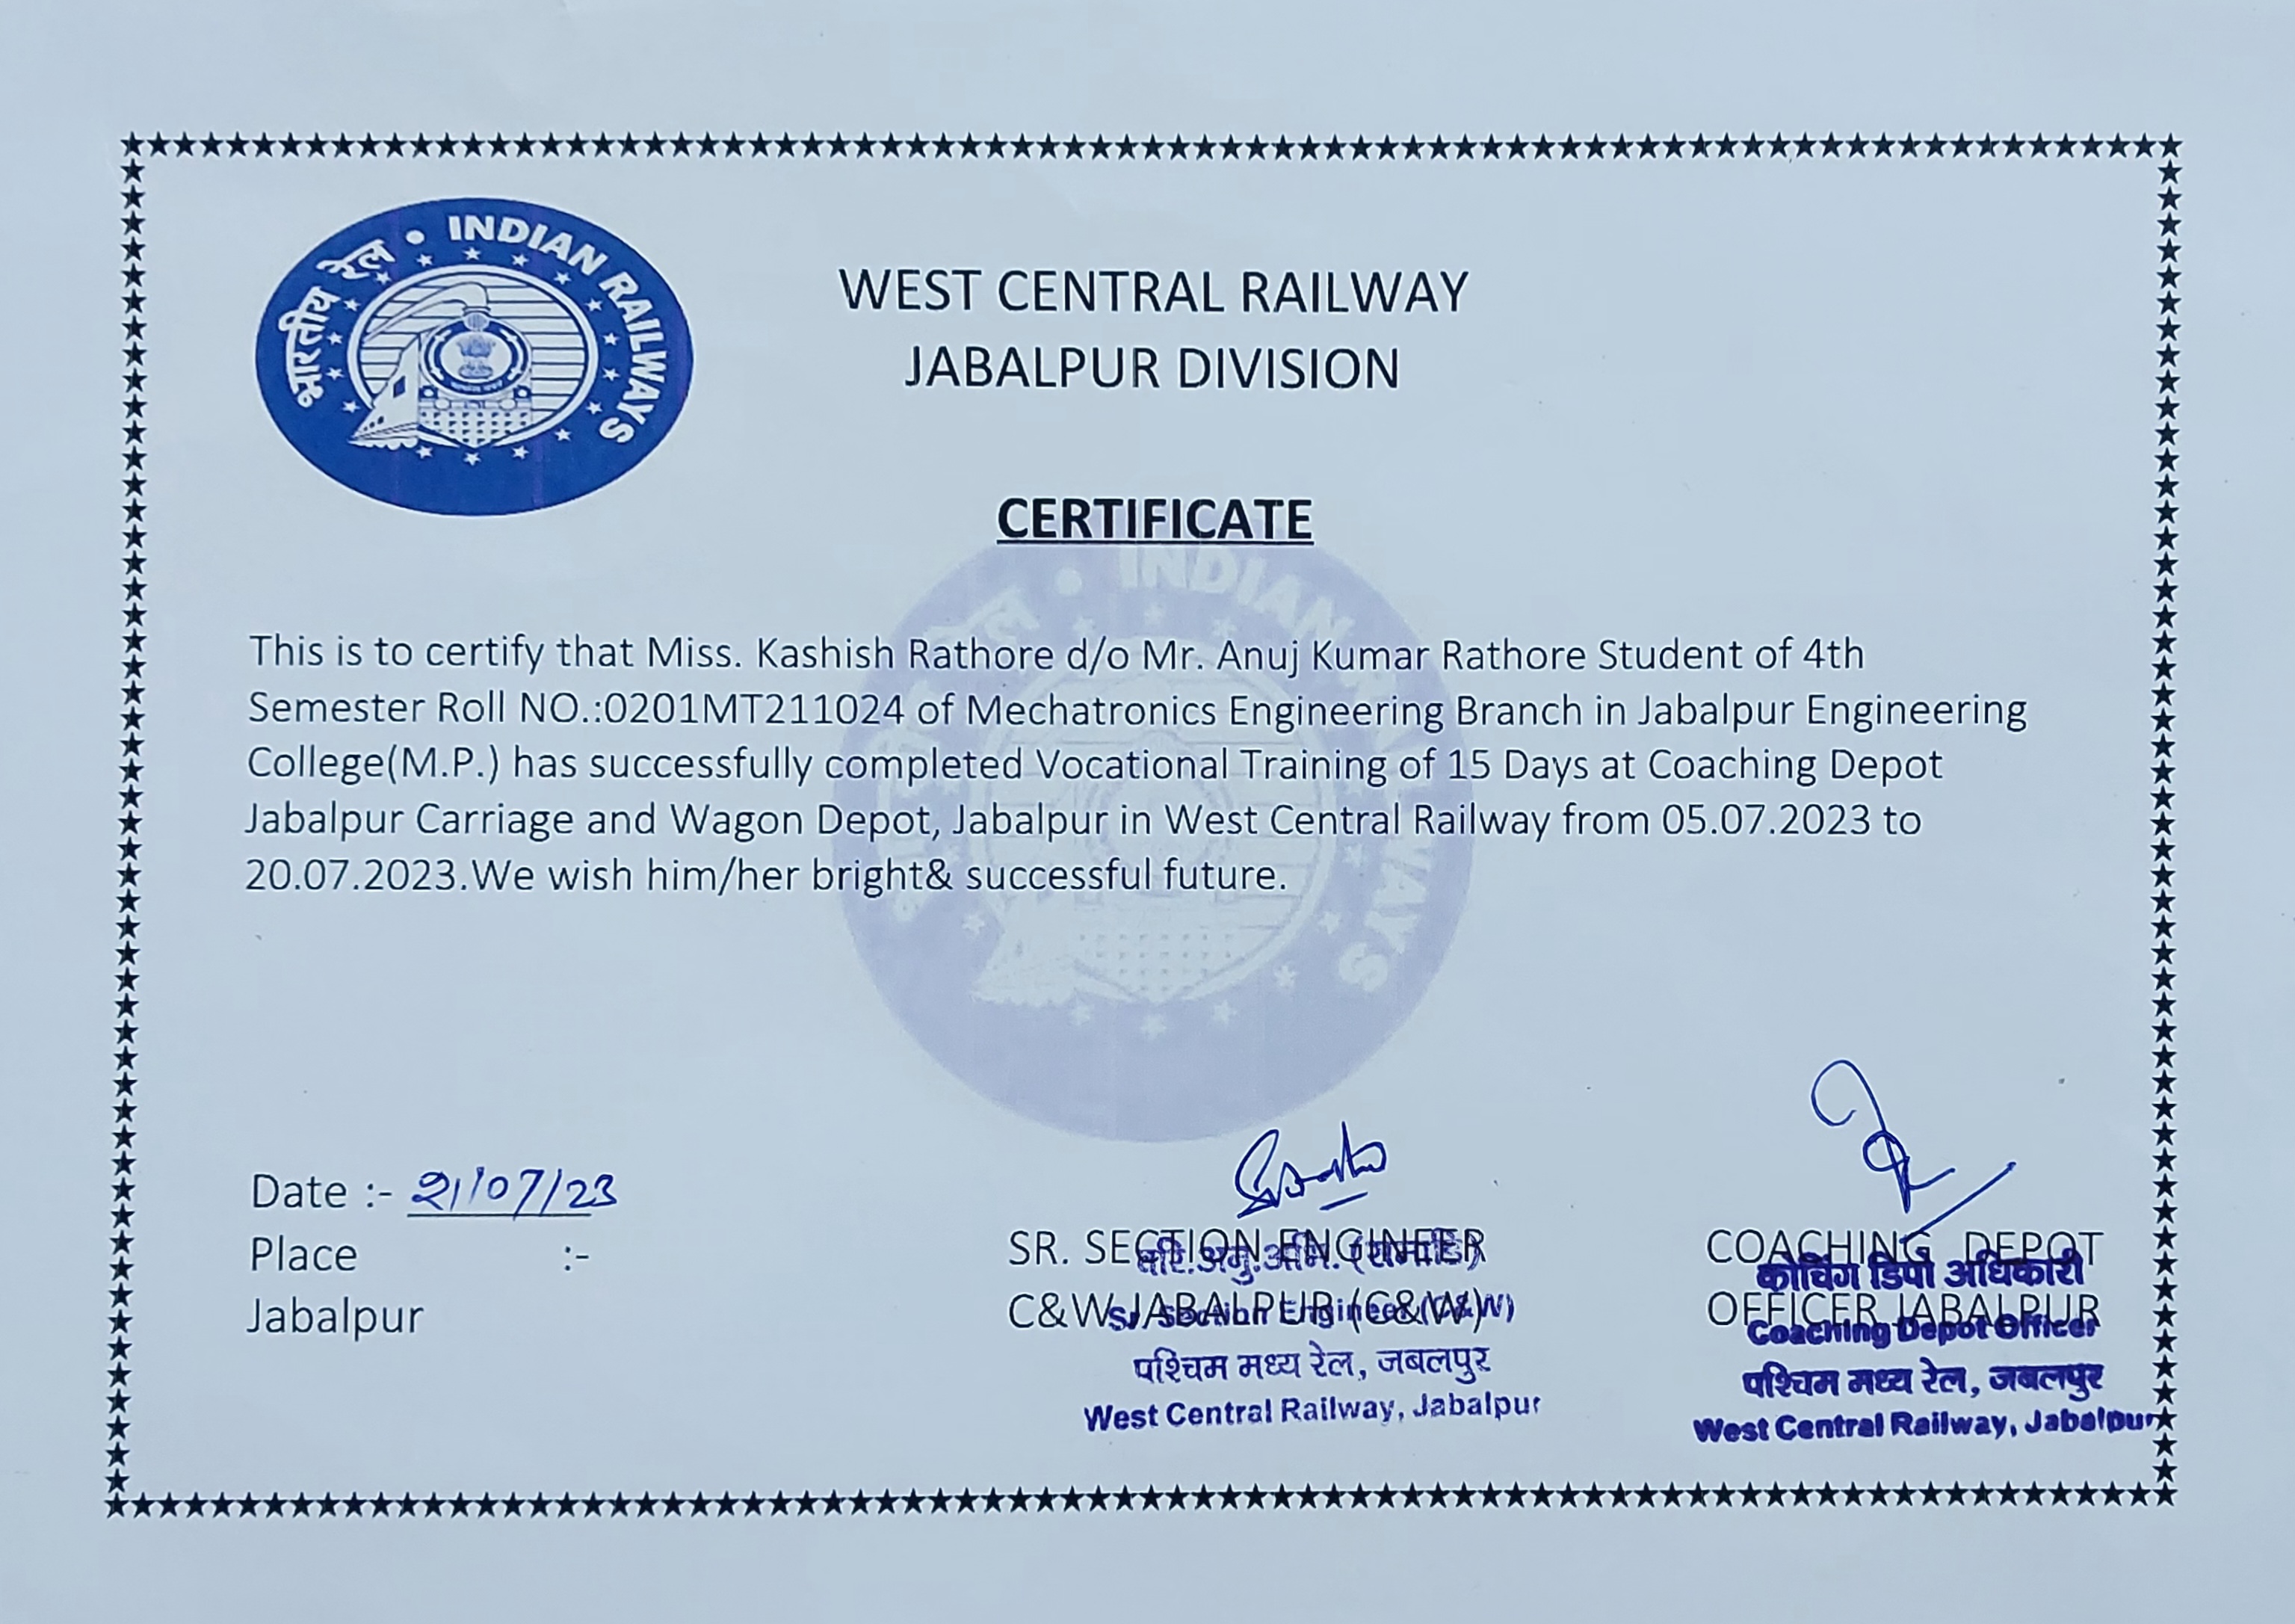 भारतीय रेल • INDIAN RAILWAYS
WEST CENTRAL RAILWAY
JABALPUR DIVISION
CERTIFICATE
This is to certify that Miss. Kashish Rathore d/o Mr. Anuj Kumar Rathore Student of 4th
Semester Roll NO.:0201MT211024 of Mechatronics Engineering Branch in Jabalpur Engineering
College(M.P.) has successfully completed Vocational Training of 15 Days at Coaching Depot
Jabalpur Carriage and Wagon Depot, Jabalpur in West Central Railway from 05.07.2023 to
20.07.2023.We wish him/her bright& successful future.
Date :- 21/07/23
Place :-
Jabalpur
SR. SECTION ENGINEER
C&W JABALPUR (C&W)
Sr. Section Engineer (C&W)
पश्चिम मध्य रेल, जबलपुर
West Central Railway, Jabalpur
COACHING DEPOT
कोचिंग डिपो अधिकारी
OFFICER JABALPUR
Coaching Depot Officer
पश्चिम मध्य रेल, जबलपुर
West Central Railway, Jabalpur